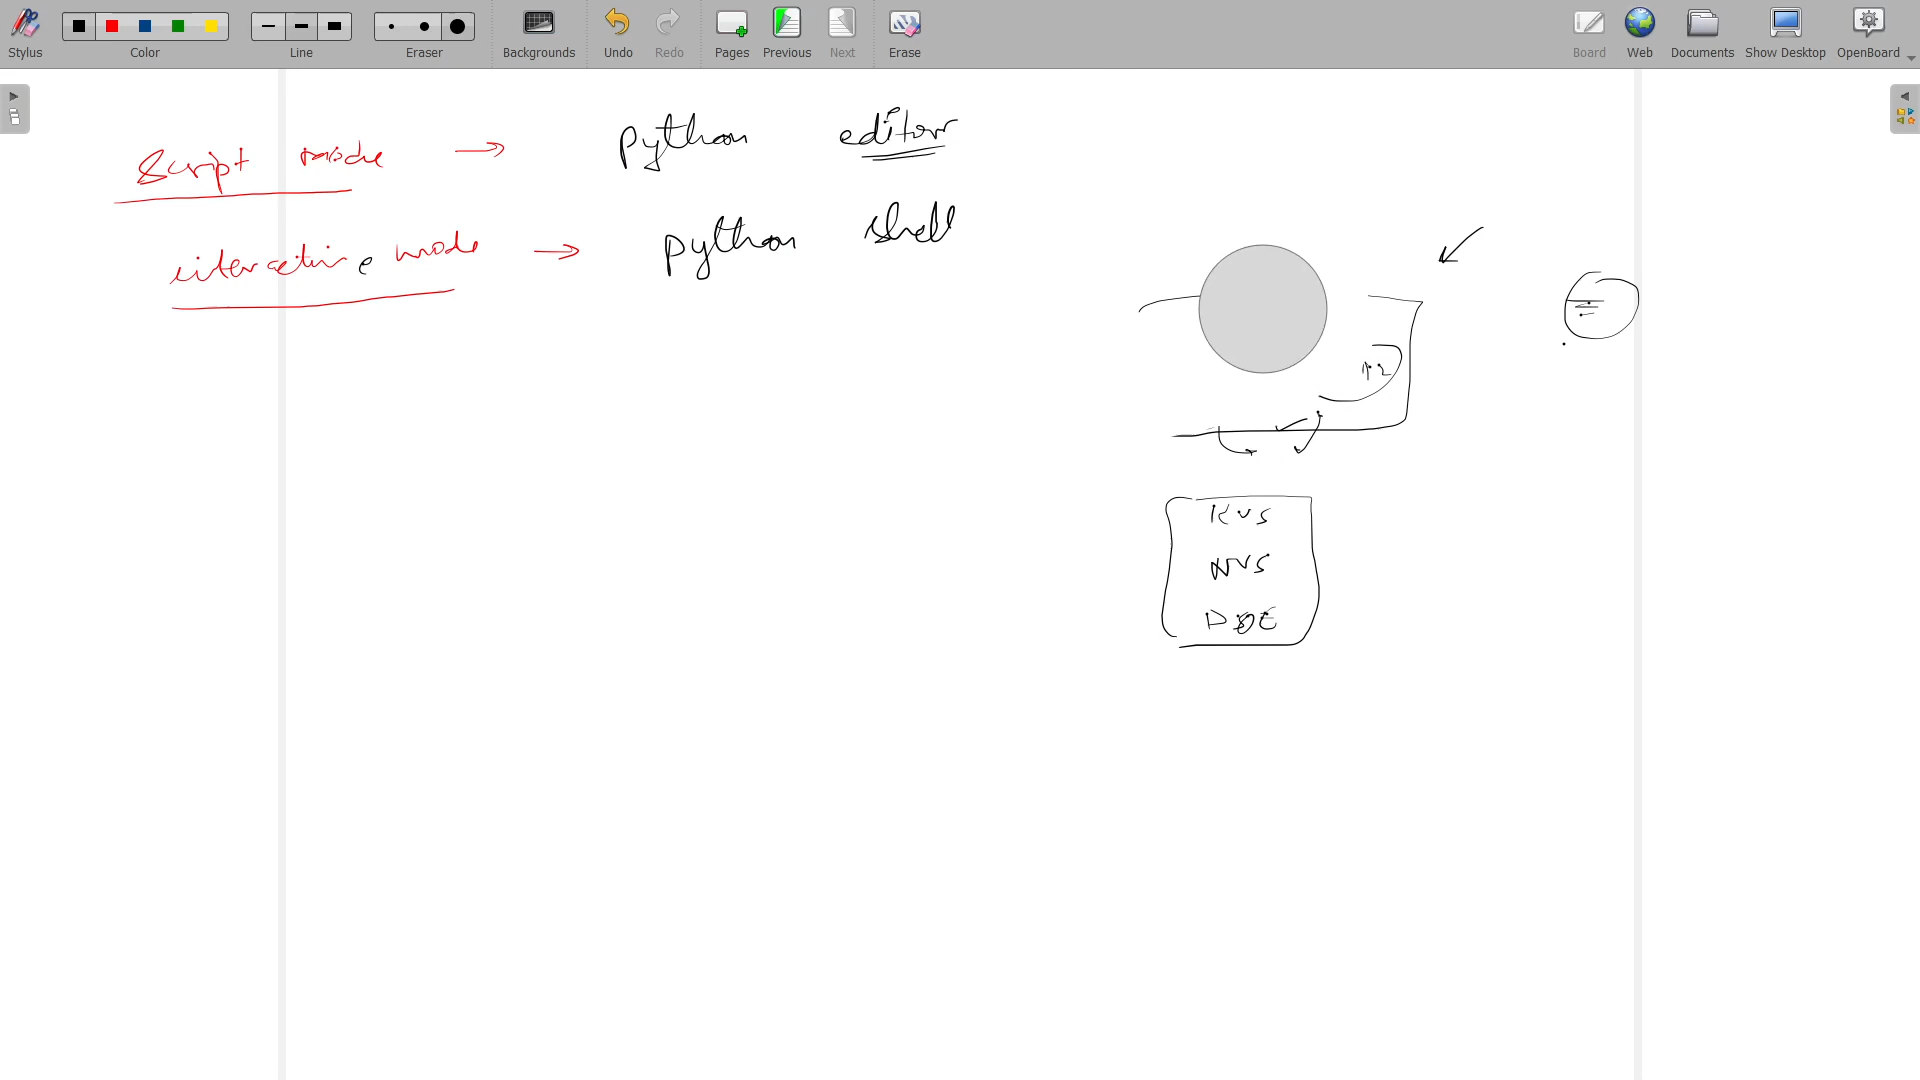 Stylus Color Line Eraser Backgrounds Undo Redo Pages Previous Next Erase Board Web Documents Show Desktop OpenBoard
Script mode → Python editor
interactive mode → python shell
12
KVS
NVS
DOE